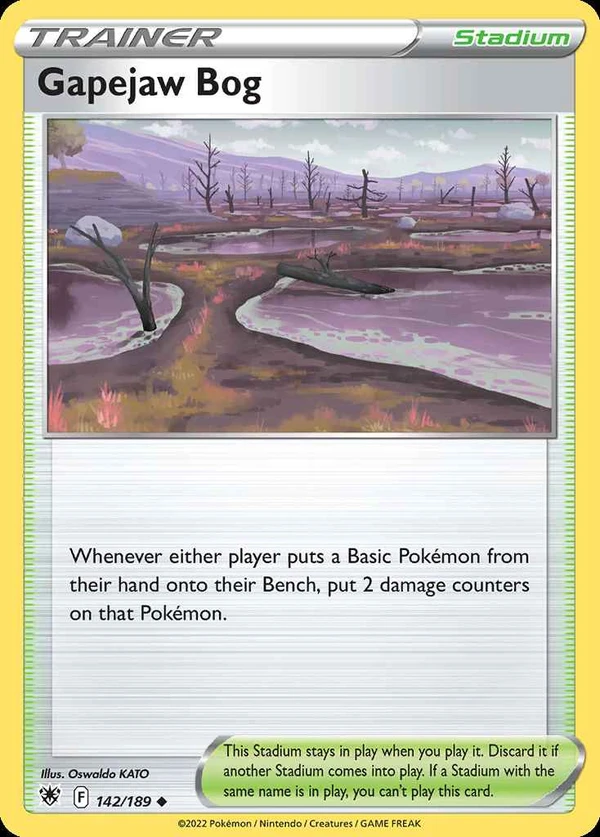 TRAINER
Stadium
Gapejaw Bog
Whenever either player puts a Basic Pokémon from
their hand onto their Bench, put 2 damage counters
on that Pokémon.
This Stadium stays in play when you play it. Discard it if
another Stadium comes into play. If a Stadium with the
same name is in play, you can't play this card.
Illus. Oswaldo KATO
F 142/189
©2022 Pokémon / Nintendo / Creatures / GAME FREAK